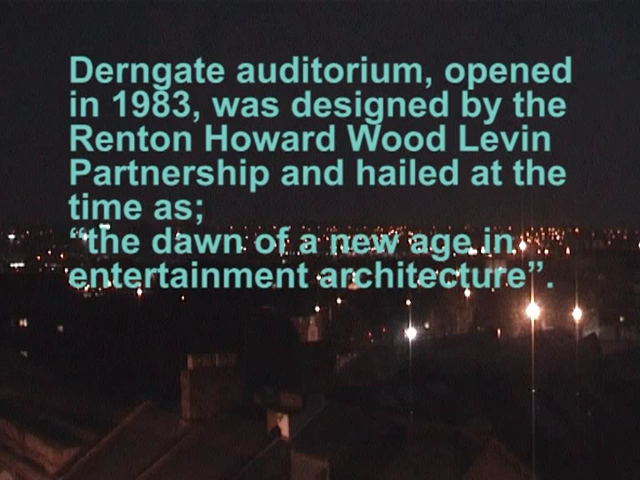 Derngate auditorium, opened
in 1983, was designed by the
Renton Howard Wood Levin
Partnership and hailed at the
time as;
“the dawn of a new age in
entertainment architecture”.